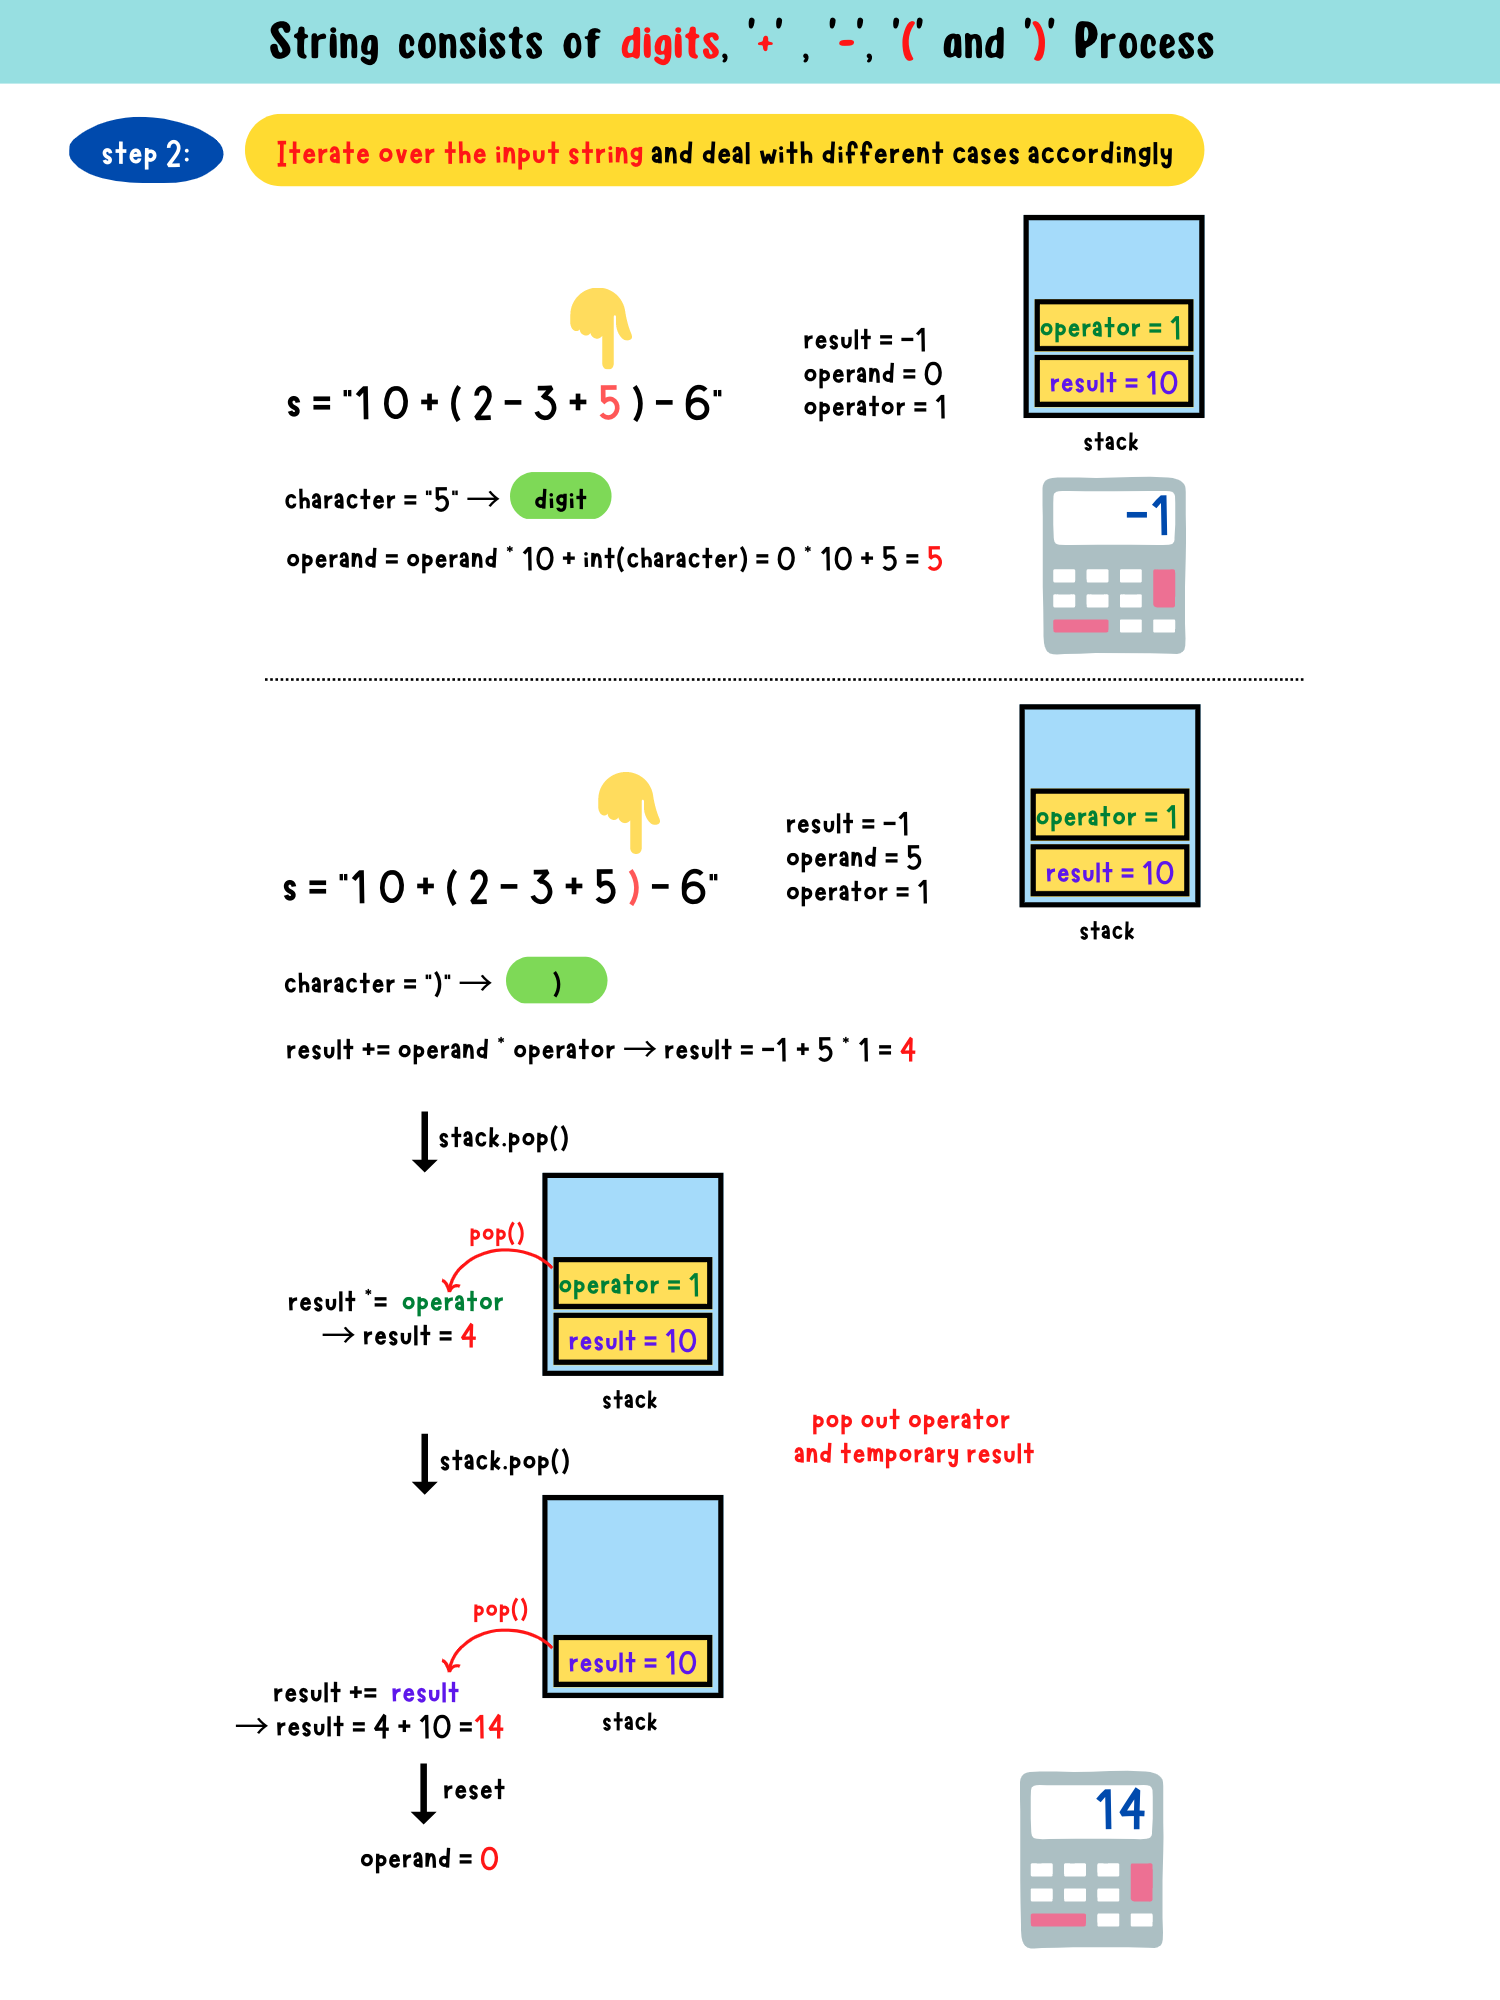 String consists of digits, '+' , '-', '(' and ')' Process
step 2:
Iterate over the input string and deal with different cases accordingly
s = "1 0 + ( 2 - 3 + 5 ) - 6"
result = -1
operand = 0
operator = 1
operator = 1
result = 10
stack
character = "5" → digit
operand = operand * 10 + int(character) = 0 * 10 + 5 = 5
-1
s = "1 0 + ( 2 - 3 + 5 ) - 6"
result = -1
operand = 5
operator = 1
operator = 1
result = 10
stack
character = ")" → )
result += operand * operator → result = -1 + 5 * 1 = 4
stack.pop()
pop()
result *= operator
→ result = 4
operator = 1
result = 10
stack
pop out operator
and temporary result
stack.pop()
pop()
result += result
→ result = 4 + 10 =14
result = 10
stack
reset
operand = 0
14